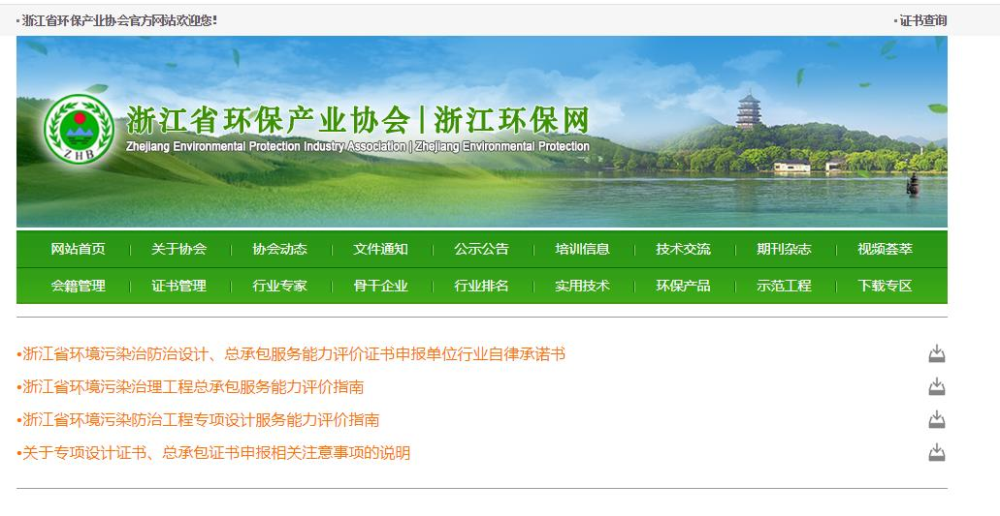 浙江省环保产业协会官方网站欢迎您! 证书查询
浙江省环保产业协会 | 浙江环保网
Zhejiang Environmental Protection Industry Association | Zhejiang Environmental Protection
ZHB
网站首页 关于协会 协会动态 文件通知 公示公告 培训信息 技术交流 期刊杂志 视频荟萃
会籍管理 证书管理 行业专家 骨干企业 行业排名 实用技术 环保产品 示范工程 下载专区
•浙江省环境污染治防治设计、总承包服务能力评价证书申报单位行业自律承诺书
•浙江省环境污染治理工程总承包服务能力评价指南
•浙江省环境污染防治工程专项设计服务能力评价指南
•关于专项设计证书、总承包证书申报相关注意事项的说明